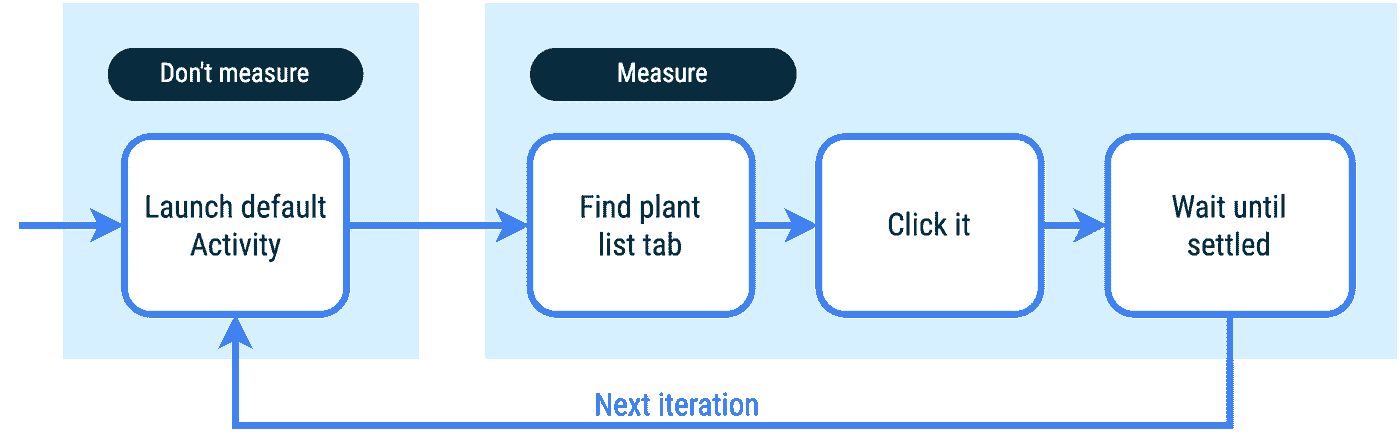 Don't measure
Measure
Launch default
Activity
Find plant
list tab
Click it
Wait until
settled
Next iteration